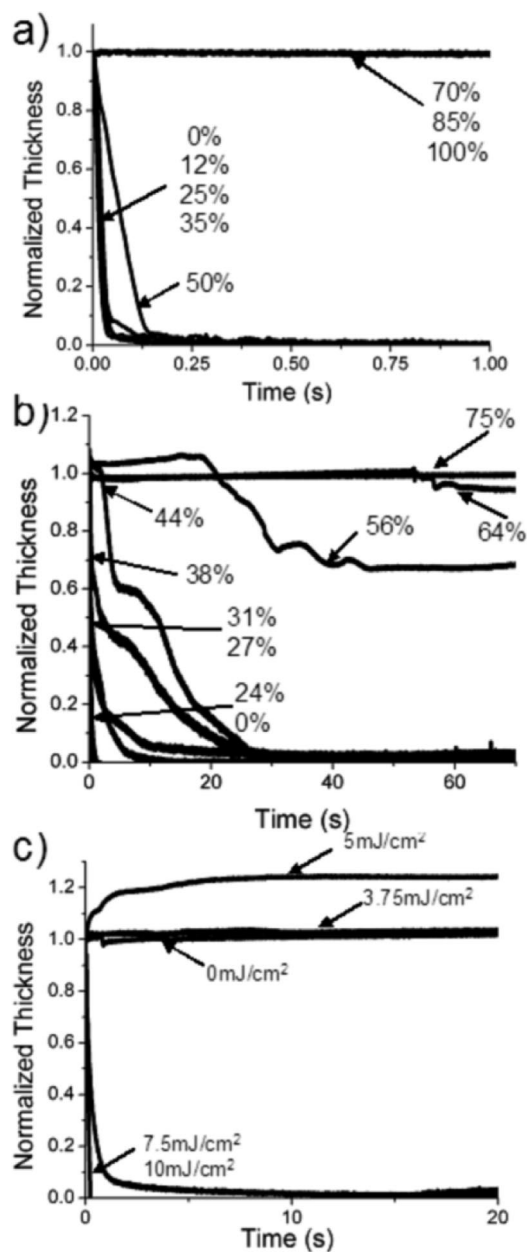 a)
1.0
0.8
0.6
0.4
0.2
0.0
Normalized Thickness
0%
12%
25%
35%
50%
70%
85%
100%
0.00 0.25 0.50 0.75 1.00
Time (s)
b)
1.2
1.0
0.8
0.6
0.4
0.2
0.0
Normalized Thickness
75%
44%
64%
56%
38%
31%
27%
24%
0%
0 20 40 60
Time (s)
c)
1.2
1.0
0.8
0.6
0.4
0.2
0.0
Normalized Thickness
5mJ/cm²
3.75mJ/cm²
0mJ/cm²
7.5mJ/cm²
10mJ/cm²
0 10 20
Time (s)